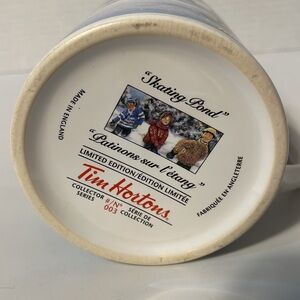 "Skating Pond"
MADE IN ENGLAND
"Patinons sur l'étang"
LIMITED EDITION/EDITION LIMITÉE
Tim Hortons
COLLECTOR #/N° SÉRIE DE
SERIES 003 COLLECTION
FABRIQUÉE EN ANGLETERRE